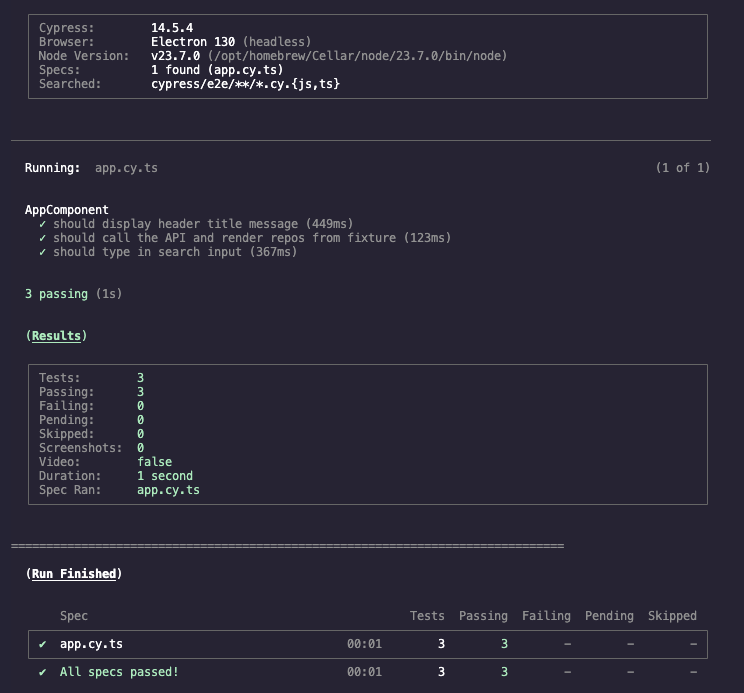 Cypress: 14.5.4
Browser: Electron 130 (headless)
Node Version: v23.7.0 (/opt/homebrew/Cellar/node/23.7.0/bin/node)
Specs: 1 found (app.cy.ts)
Searched: cypress/e2e/**/*.cy.{js,ts}
Running: app.cy.ts (1 of 1)
AppComponent
✓ should display header title message (449ms)
✓ should call the API and render repos from fixture (123ms)
✓ should type in search input (367ms)
3 passing (1s)
(Results)
Tests: 3
Passing: 3
Failing: 0
Pending: 0
Skipped: 0
Screenshots: 0
Video: false
Duration: 1 second
Spec Ran: app.cy.ts
(Run Finished)
Spec Tests Passing Failing Pending Skipped
✔ app.cy.ts 00:01 3 3 – – –
✔ All specs passed! 00:01 3 3 – – –